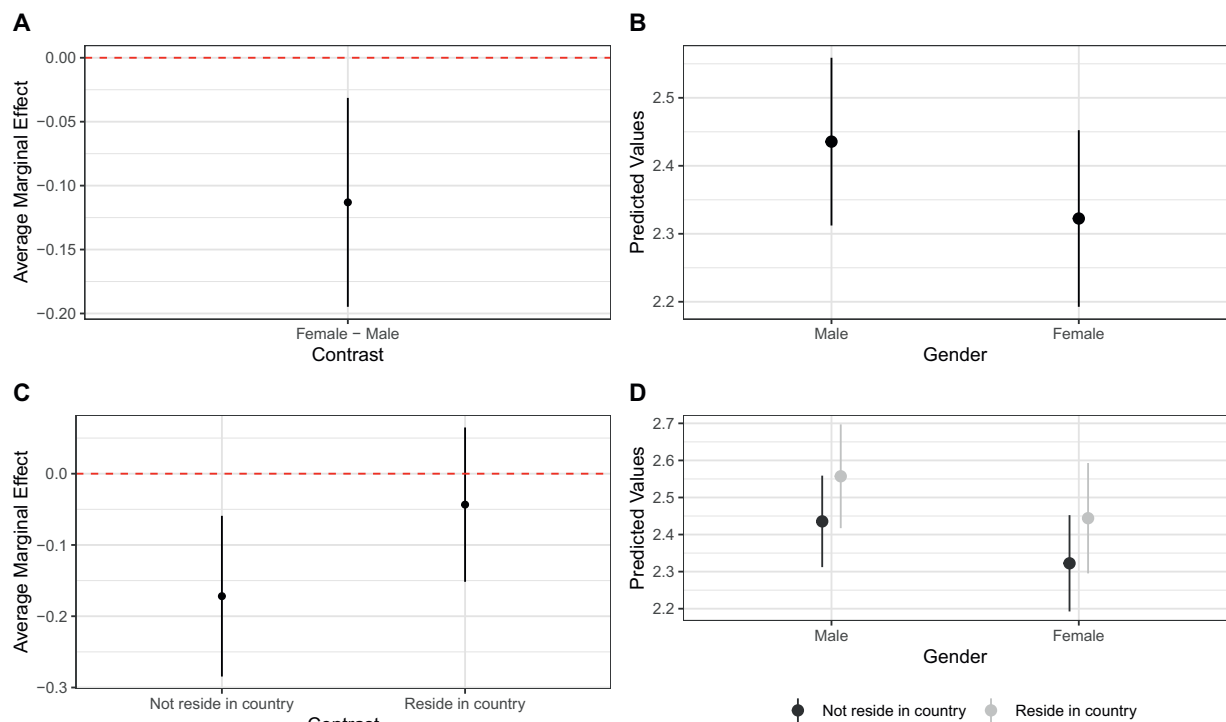 A
Average Marginal Effect
0.00
−0.05
−0.10
−0.15
−0.20
Female − Male
Contrast
B
Predicted Values
2.5
2.4
2.3
2.2
Male Female
Gender
C
Average Marginal Effect
0.0
−0.1
−0.2
−0.3
Not reside in country Reside in country
Contrast
D
Predicted Values
2.7
2.6
2.5
2.4
2.3
2.2
Male Female
Gender
Not reside in country Reside in country